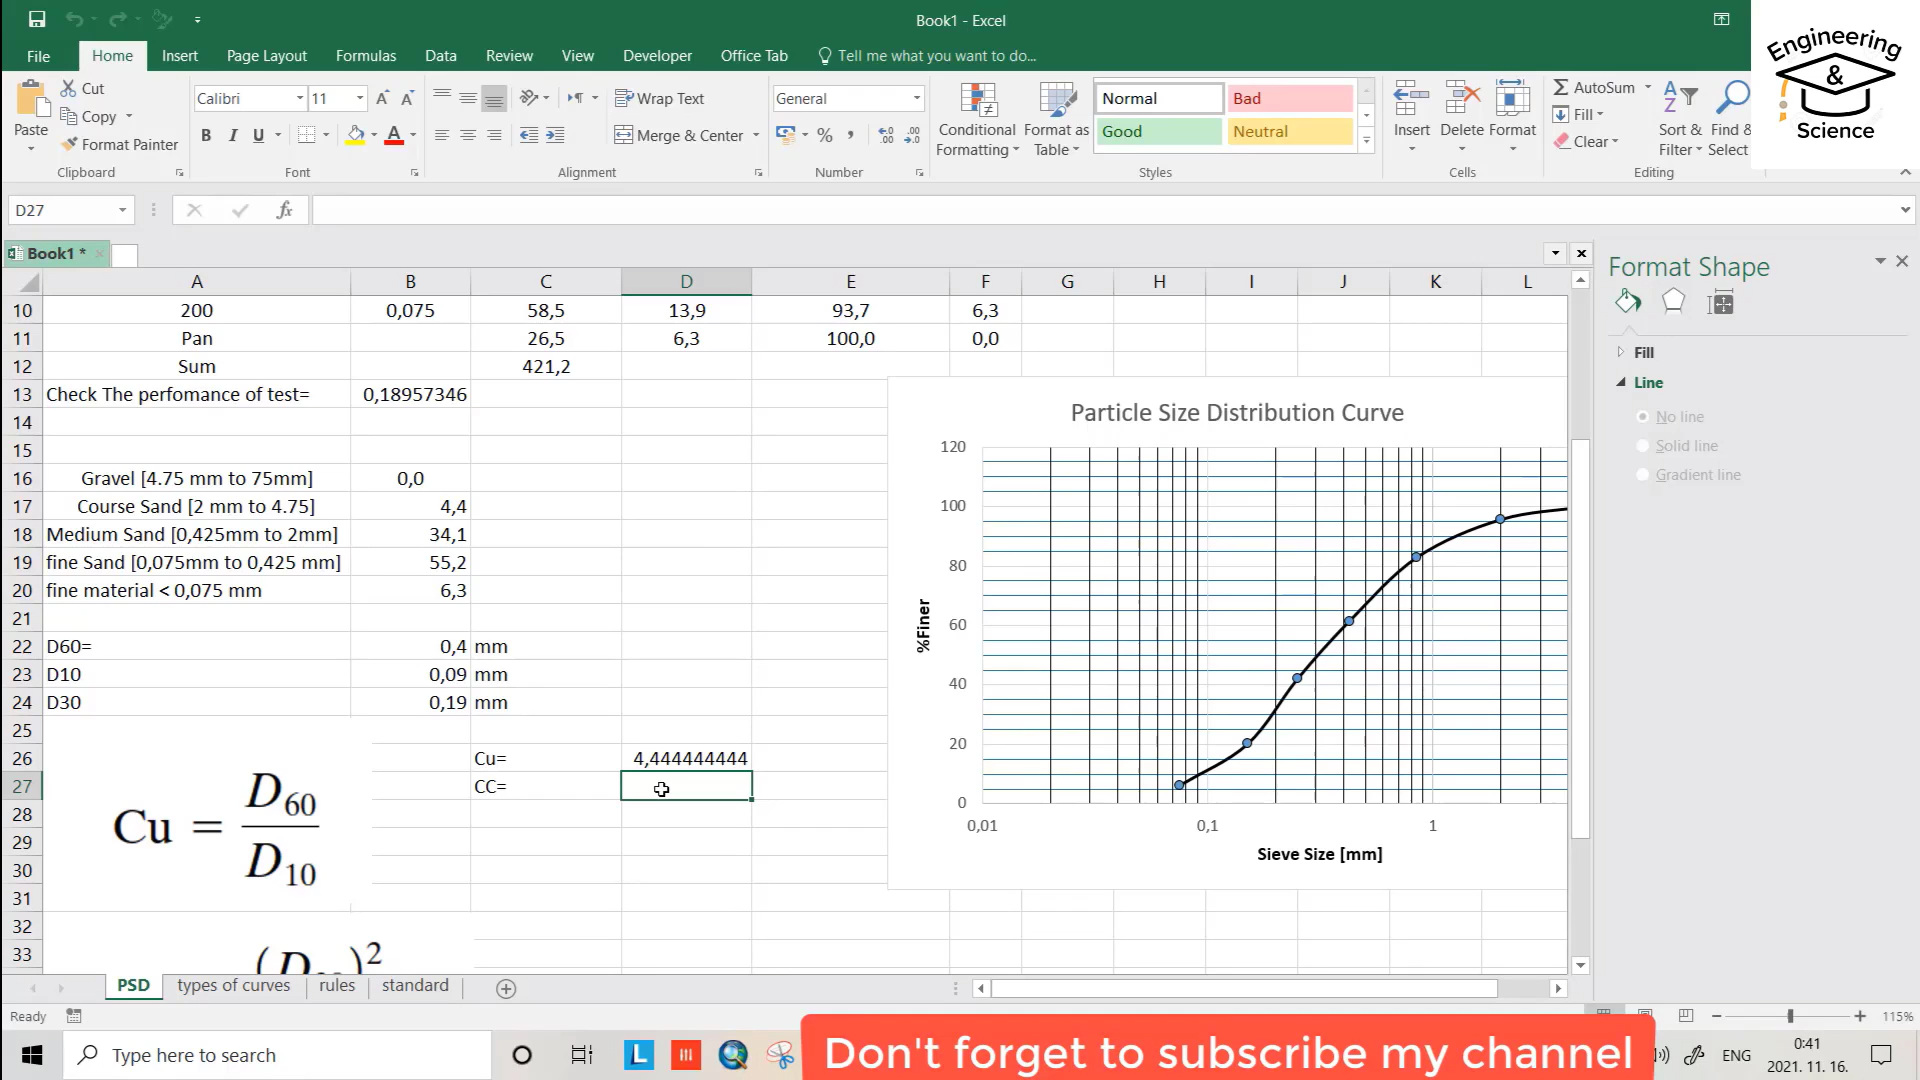 Book1 - Excel
Engineering
&
Science
File Home Insert Page Layout Formulas Data Review View Developer Office Tab Tell me what you want to do...
Paste
Cut
Copy
Format Painter
Clipboard
Calibri 11
B I U
Font
Wrap Text
Merge & Center
Alignment
General
%
Number
Conditional
Formatting
Format as
Table
Normal
Bad
Good
Neutral
Styles
Insert
Delete
Format
Cells
AutoSum
Fill
Clear
Sort &
Filter
Find &
Select
Editing
D27
fx
Book1 *
Format Shape
Fill
Line
No line
Solid line
Gradient line
A B C D E F G H I J K L
10 200 0,075 58,5 13,9 93,7 6,3
11 Pan 26,5 6,3 100,0 0,0
12 Sum 421,2
13 Check The perfomance of test= 0,18957346
14
15
16 Gravel [4.75 mm to 75mm] 0,0
17 Course Sand [2 mm to 4.75] 4,4
18 Medium Sand [0,425mm to 2mm] 34,1
19 fine Sand [0,075mm to 0,425 mm] 55,2
20 fine material < 0,075 mm 6,3
21
22 D60= 0,4 mm
23 D10 0,09 mm
24 D30 0,19 mm
25
26 Cu= 4,444444444
27 CC=
28
29
30
31
32
33
Cu = D60
D10
Particle Size Distribution Curve
120
100
80
60
40
20
0
%Finer
0,01 0,1 1
Sieve Size [mm]
PSD types of curves rules standard
Ready
115%
Type here to search
Don't forget to subscribe my channel
ENG
0:41
2021. 11. 16.